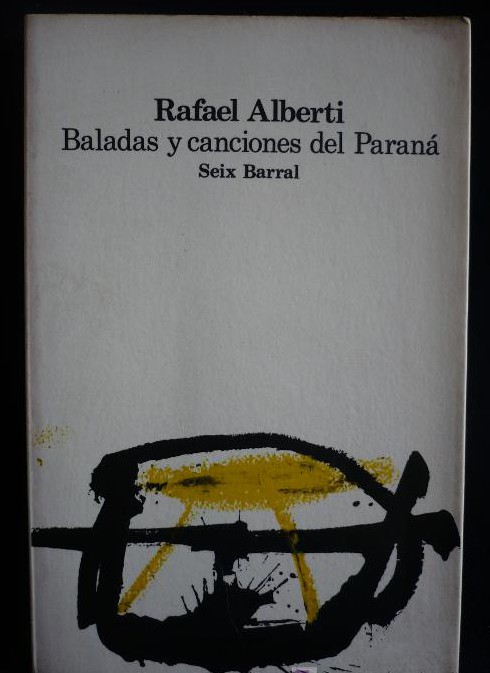 Rafael Alberti
Baladas y canciones del Paraná
Seix Barral